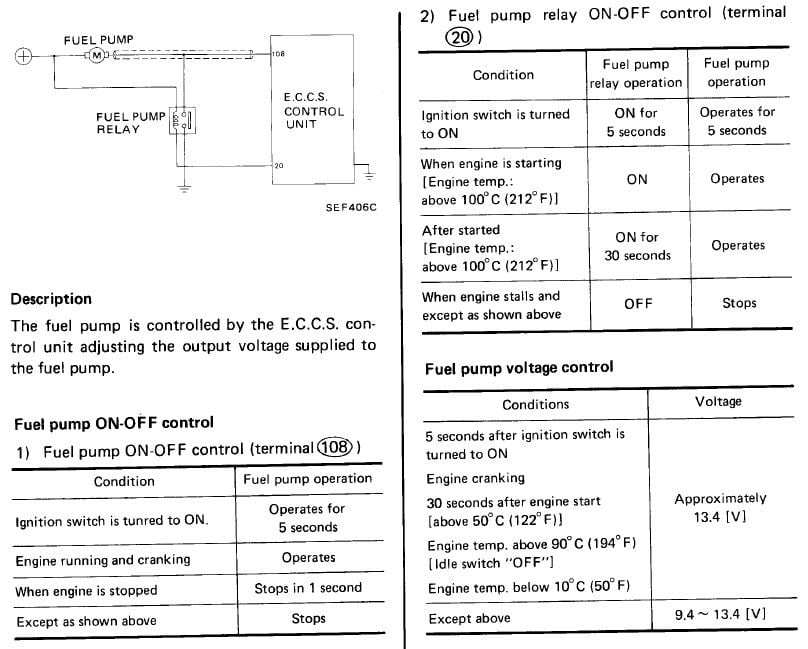 FUEL PUMP
M
108
E.C.C.S.
CONTROL
UNIT
FUEL PUMP
RELAY
20
SEF406C
Description
The fuel pump is controlled by the E.C.C.S. con-
trol unit adjusting the output voltage supplied to
the fuel pump.
Fuel pump ON-OFF control
1) Fuel pump ON-OFF control (terminal 108 )
Condition
Fuel pump operation
Ignition switch is tunred to ON.
Operates for
5 seconds
Engine running and cranking
Operates
When engine is stopped
Stops in 1 second
Except as shown above
Stops
2) Fuel pump relay ON-OFF control (terminal
20 )
Condition
Fuel pump
relay operation
Fuel pump
operation
Ignition switch is turned
to ON
ON for
5 seconds
Operates for
5 seconds
When engine is starting
[Engine temp.:
above 100°C (212°F)]
ON
Operates
After started
[Engine temp.:
above 100°C (212°F)]
ON for
30 seconds
Operates
When engine stalls and
except as shown above
OFF
Stops
Fuel pump voltage control
Conditions
Voltage
5 seconds after ignition switch is
turned to ON
Engine cranking
30 seconds after engine start
[above 50°C (122°F)]
Engine temp. above 90°C (194°F)
[Idle switch "OFF"]
Engine temp. below 10°C (50°F)
Approximately
13.4 [V]
Except above
9.4 ~ 13.4 [V]